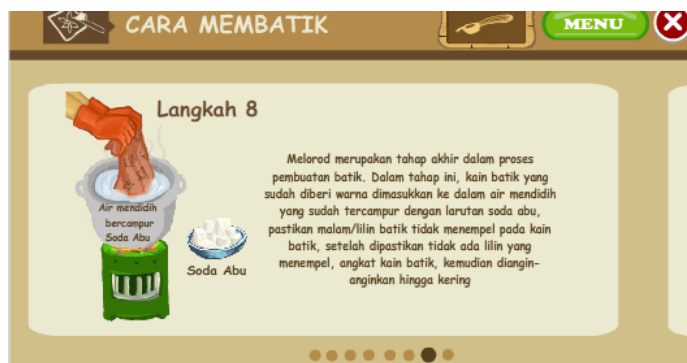 CARA MEMBATIK
MENU
Langkah 8
Melorod merupakan tahap akhir dalam proses
pembuatan batik. Dalam tahap ini, kain batik yang
sudah diberi warna dimasukkan ke dalam air mendidih
yang sudah tercampur dengan larutan soda abu,
pastikan malam/lilin batik tidak menempel pada kain
batik, setelah dipastikan tidak ada lilin yang
menempel, angkat kain batik, kemudian diangin-
anginkan hingga kering
Air mendidih
bercampur
Soda Abu
Soda Abu